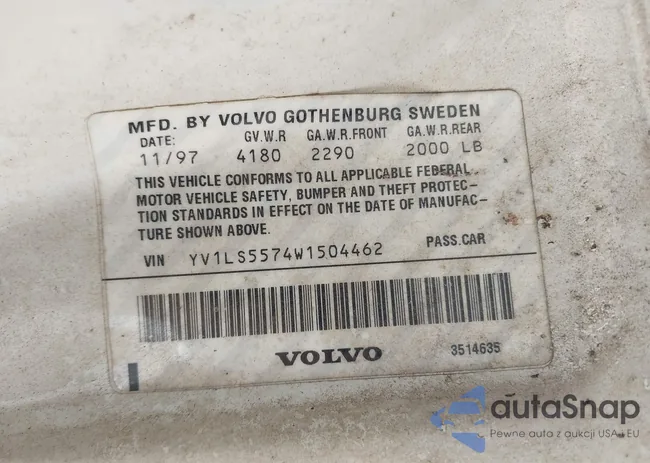 MFD. BY VOLVO GOTHENBURG SWEDEN
DATE: GV.W.R GA.W.R.FRONT GA.W.R.REAR
11/97 4180 2290 2000 LB
THIS VEHICLE CONFORMS TO ALL APPLICABLE FEDERAL
MOTOR VEHICLE SAFETY, BUMPER AND THEFT PROTEC-
TION STANDARDS IN EFFECT ON THE DATE OF MANUFAC-
TURE SHOWN ABOVE.
VIN YV1LS5574W1504462 PASS.CAR
VOLVO 3514635
autaSnap
Pewne auta z aukcji USA i EU